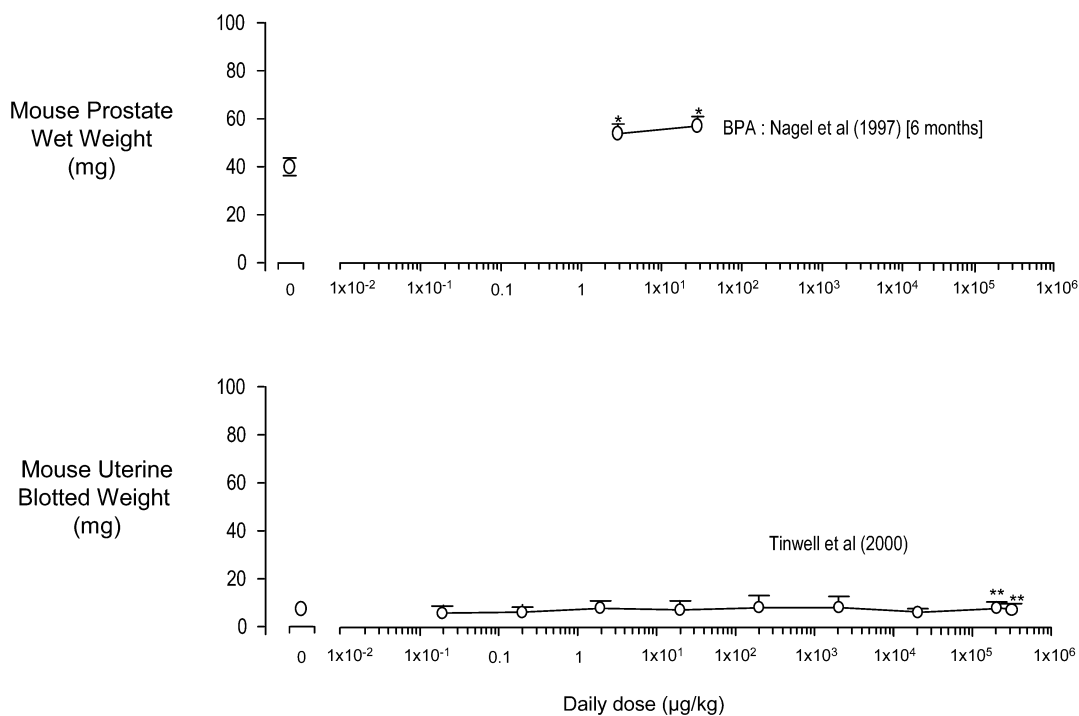 100
80
Mouse Prostate
Wet Weight
(mg)
60
40
20
0
* *
BPA : Nagel et al (1997) [6 months]
0 1x10-2 1x10-1 0.1 1 1x101 1x102 1x103 1x104 1x105 1x106
100
80
Mouse Uterine
Blotted Weight
(mg)
60
40
20
0
Tinwell et al (2000)
** **
0 1x10-2 1x10-1 0.1 1 1x101 1x102 1x103 1x104 1x105 1x106
Daily dose (µg/kg)